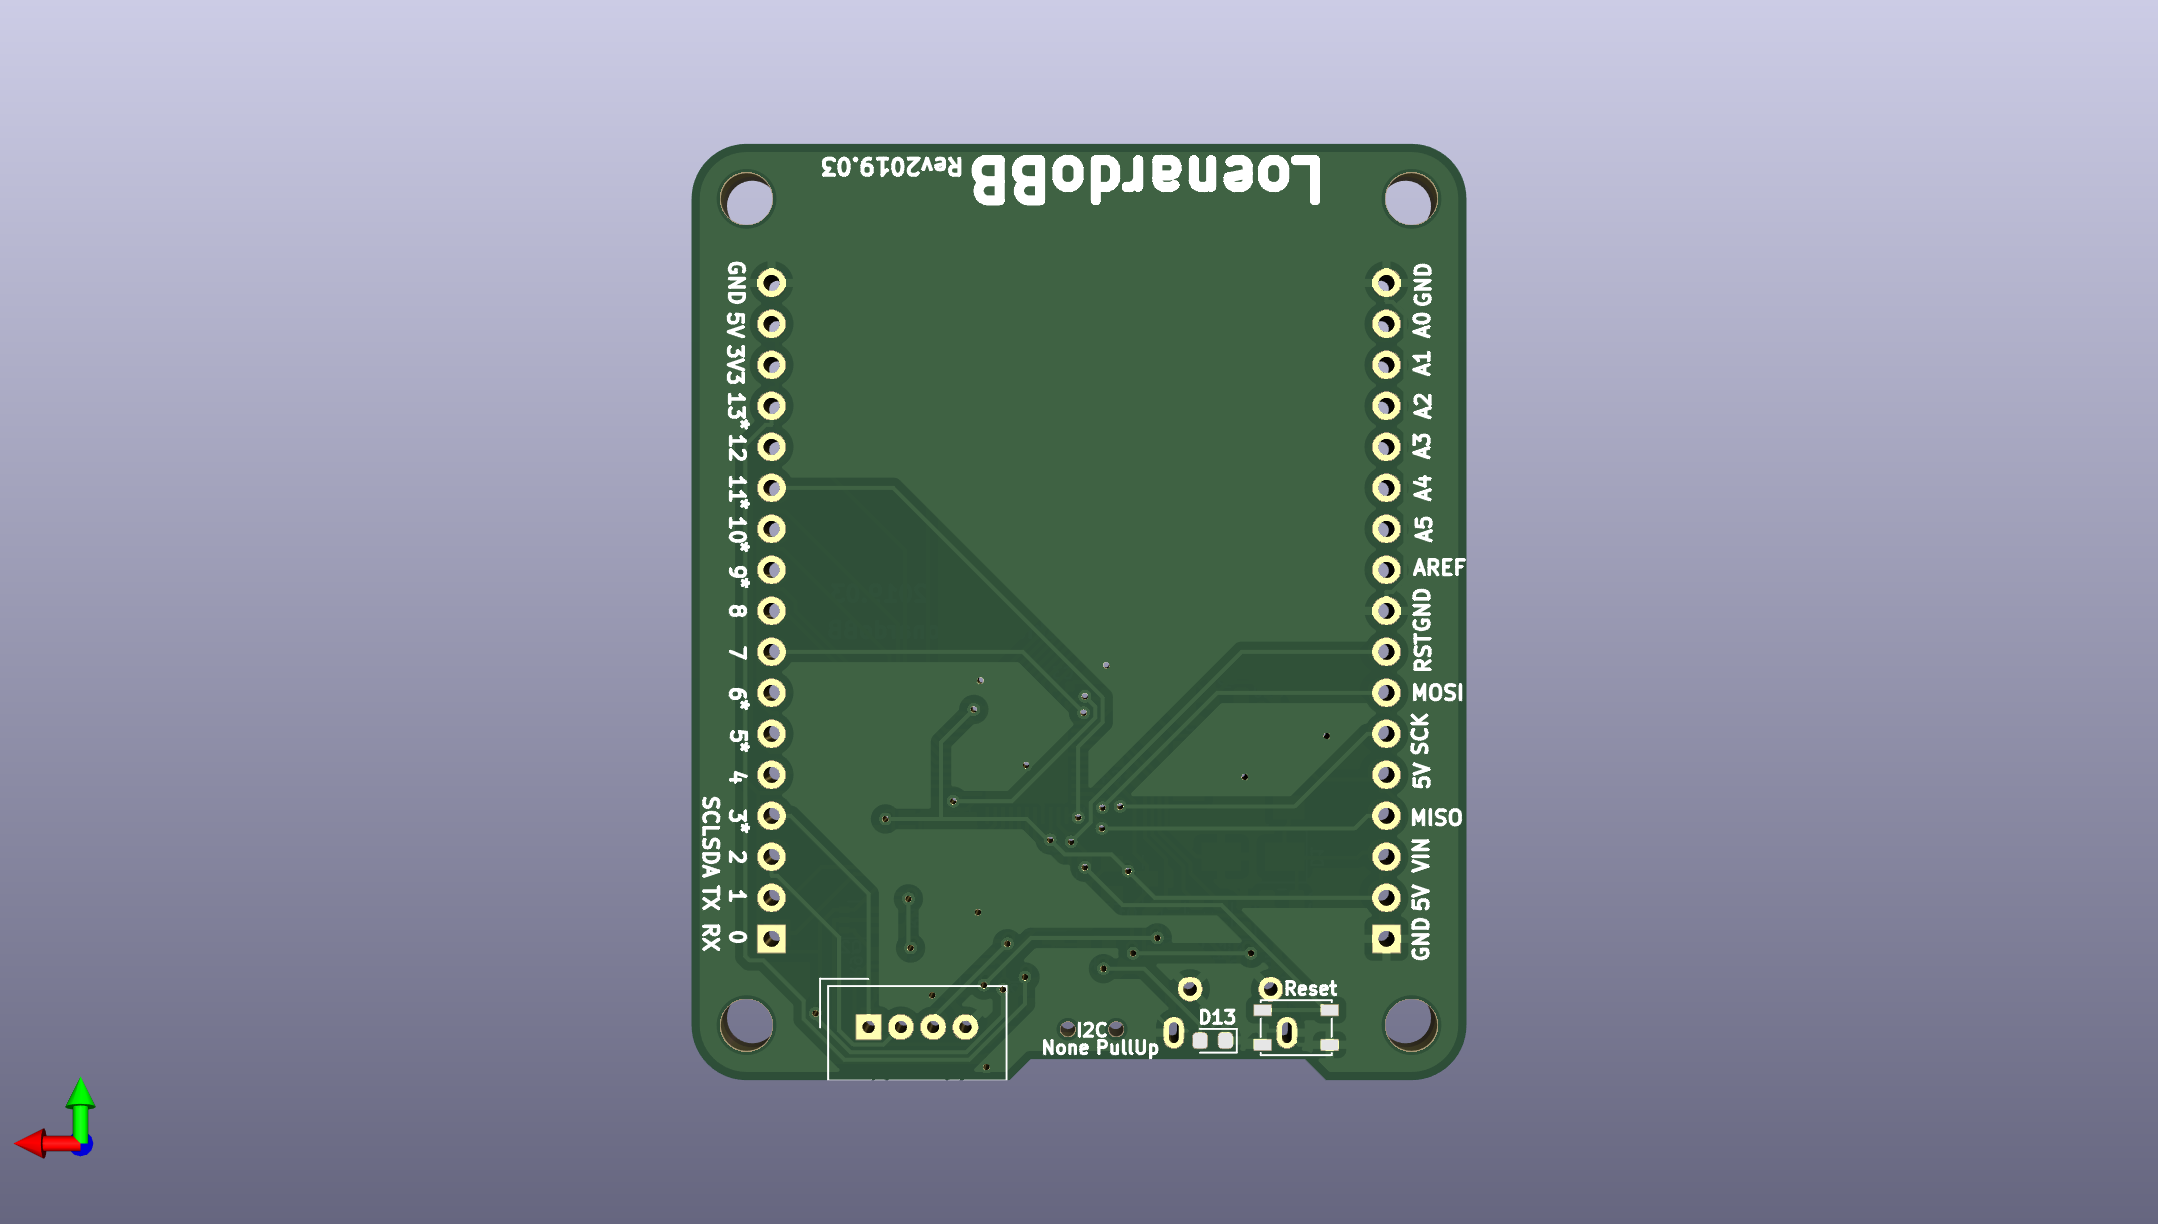 LoenardoBB Rev2019.03
GND
5V
3V3
13*
12
11*
10*
9*
8
7
6*
5*
4
3*
2
1
0
SCL
SDA
TX
RX
GND
A0
A1
A2
A3
A4
A5
AREF
GND
RST
MOSI
SCK
5V
MISO
VIN
5V
GND
Reset
D13
I2C
None PullUp